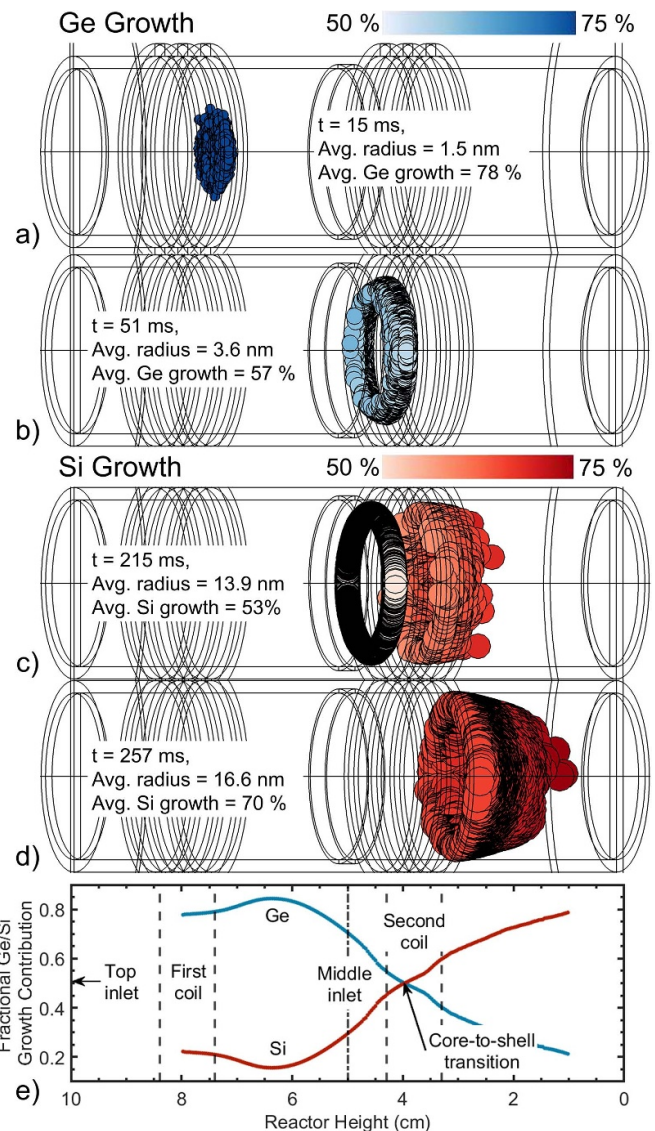 Ge Growth
50 %
75 %
t = 15 ms,
Avg. radius = 1.5 nm
Avg. Ge growth = 78 %
a)
t = 51 ms,
Avg. radius = 3.6 nm
Avg. Ge growth = 57 %
b)
Si Growth
50 %
75 %
t = 215 ms,
Avg. radius = 13.9 nm
Avg. Si growth = 53%
c)
t = 257 ms,
Avg. radius = 16.6 nm
Avg. Si growth = 70 %
d)
Fractional Ge/Si
Growth Contribution
0.8
0.6
0.4
0.2
Ge
Si
Top
inlet
First
coil
Middle
inlet
Second
coil
Core-to-shell
transition
e)
10
8
6
4
2
0
Reactor Height (cm)